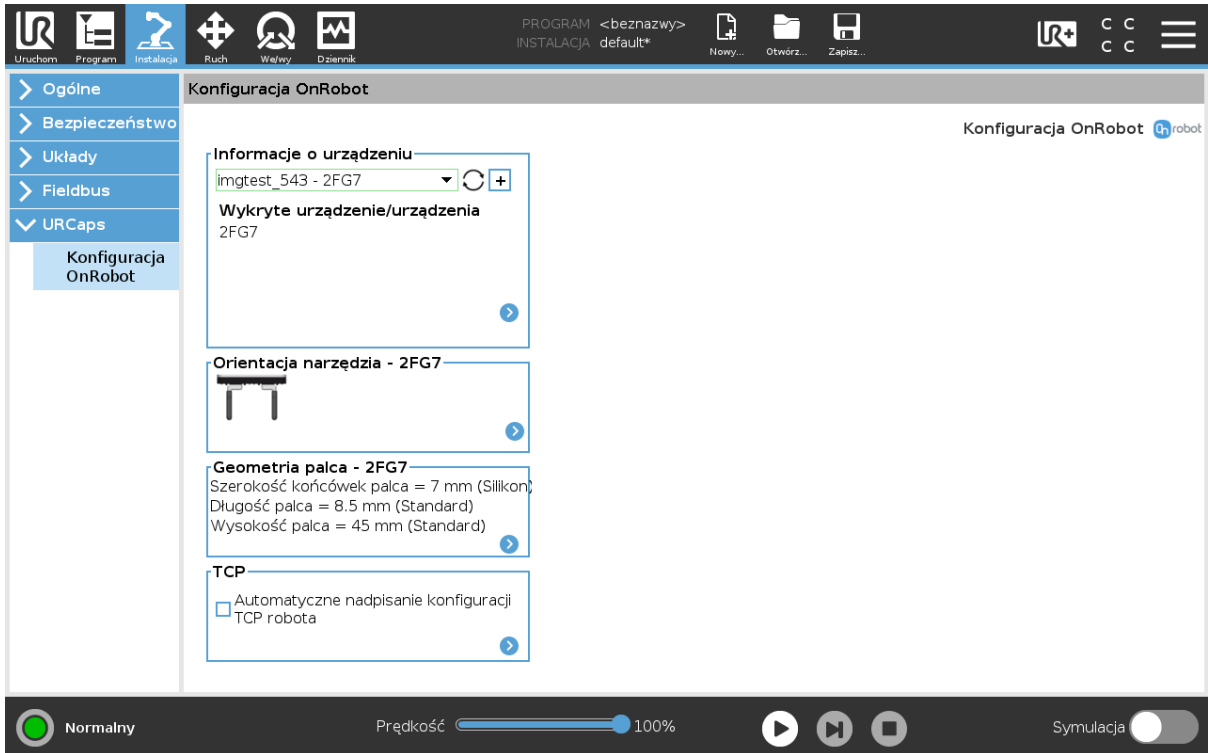 PROGRAM <beznazwy>
INSTALACJA default*
Uruchom Program Instalacja Ruch We/wy Dziennik Nowy... Otwórz... Zapisz...
UR+
C C
C C
Ogólne
Bezpieczeństwo
Układy
Fieldbus
URCaps
Konfiguracja
OnRobot
Konfiguracja OnRobot
Konfiguracja OnRobot OnRobot
Informacje o urządzeniu
imgtest_543 - 2FG7
Wykryte urządzenie/urządzenia
2FG7
Orientacja narzędzia - 2FG7
Geometria palca - 2FG7
Szerokość końcówek palca = 7 mm (Silikon)
Długość palca = 8.5 mm (Standard)
Wysokość palca = 45 mm (Standard)
TCP
Automatyczne nadpisanie konfiguracji
TCP robota
Normalny Prędkość 100% Symulacja